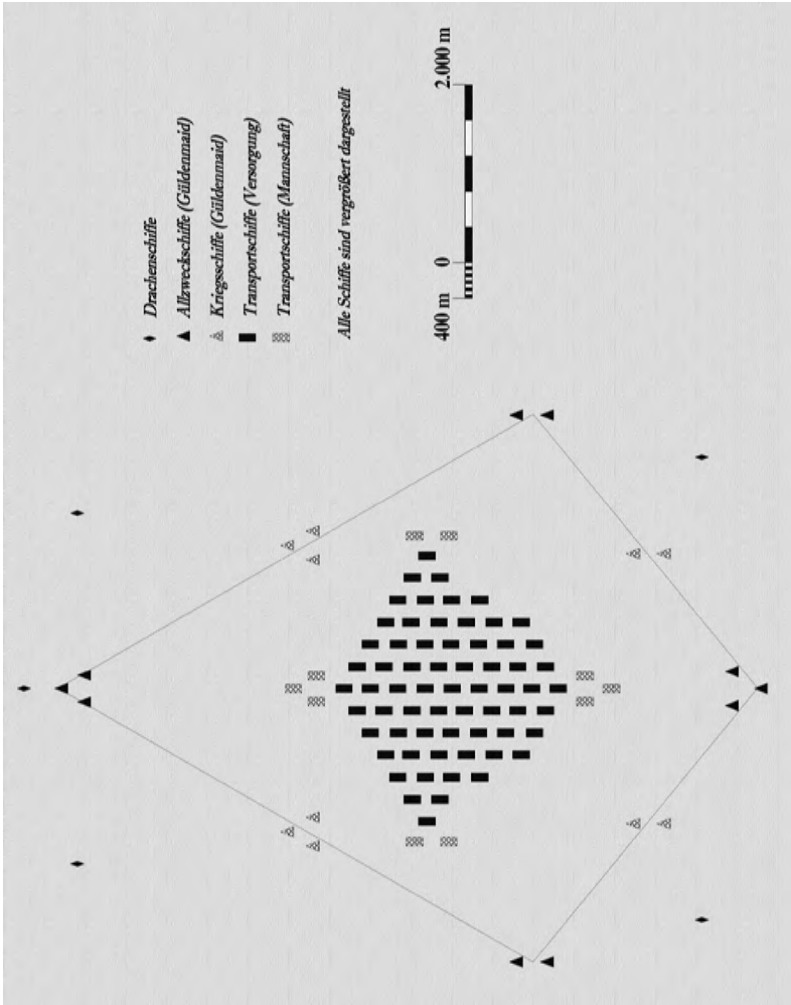 Drachenschiffe
Allzweckschiffe (Güldenmaid)
Kriegsschiffe (Güldenmaid)
Transportschiffe (Versorgung)
Transportschiffe (Mannschaft)
Alle Schiffe sind vergrößert dargestellt
400 m 0 2.000 m